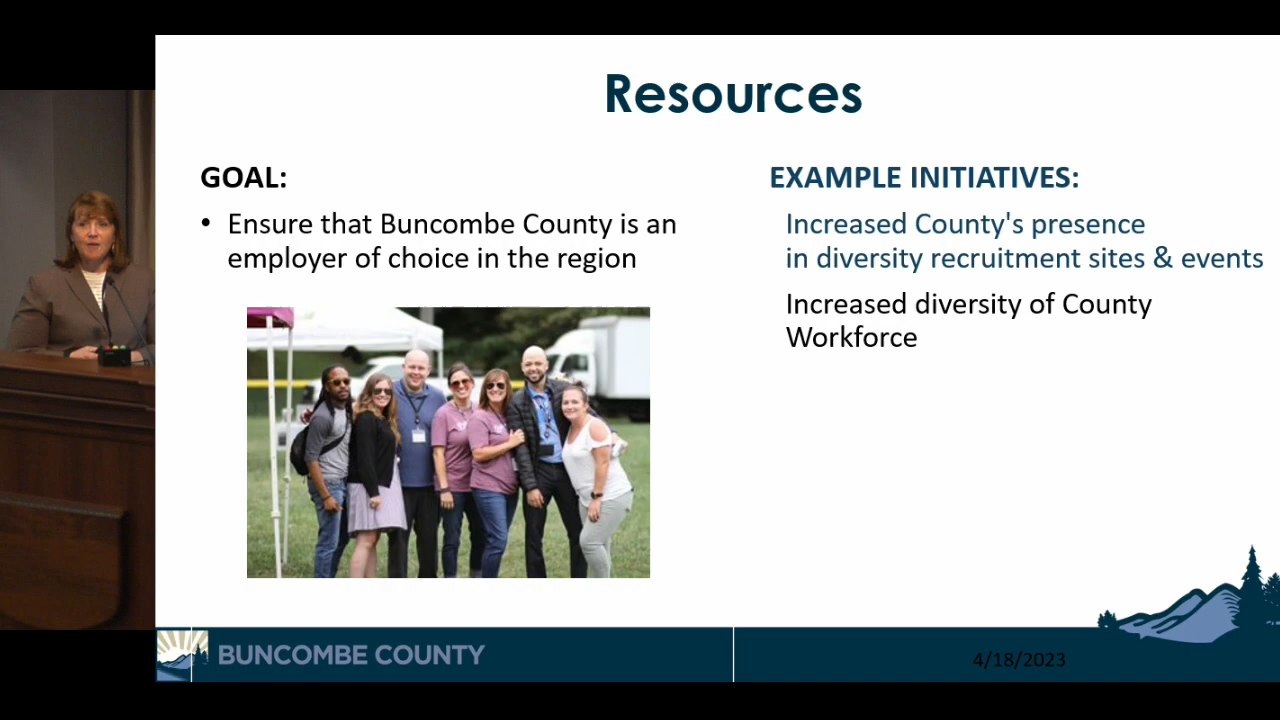 Resources
GOAL:
• Ensure that Buncombe County is an
employer of choice in the region
EXAMPLE INITIATIVES:
Increased County's presence
in diversity recruitment sites & events
Increased diversity of County
Workforce
BUNCOMBE COUNTY
4/18/2023